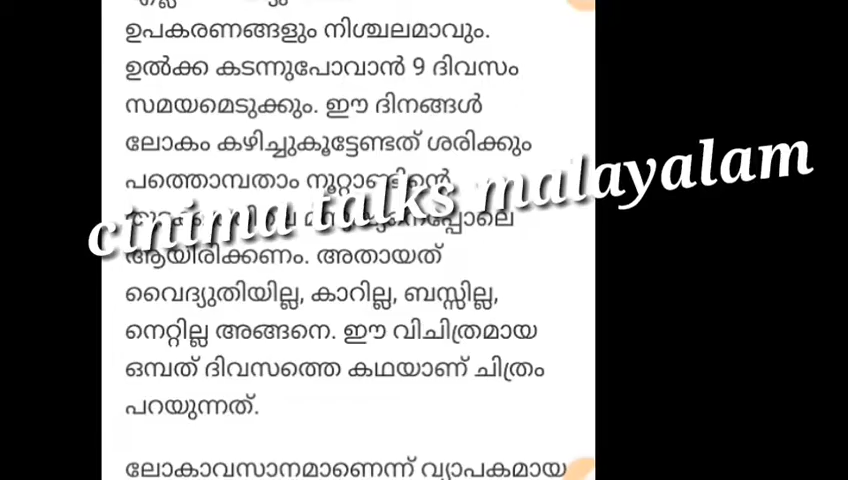 ഉപകരണങ്ങളും നിശ്ചലമാവും.
ഉൽക്ക കടന്നുപോവാൻ 9 ദിവസം
സമയമെടുക്കും. ഈ ദിനങ്ങൾ
ലോകം കഴിച്ചുകൂട്ടേണ്ടത് ശരിക്കും
പത്തൊമ്പതാം നൂറ്റാണ്ടിന്റെ
cinima talks malayalam
ആയിരിക്കണം. അതായത്
വൈദ്യുതിയില്ല, കാറില്ല, ബസ്സില്ല,
നെറ്റില്ല അങ്ങനെ. ഈ വിചിത്രമായ
ഒമ്പത് ദിവസത്തെ കഥയാണ് ചിത്രം
പറയുന്നത്.
ലോകാവസാനമാണെന്ന് വ്യാപകമായ